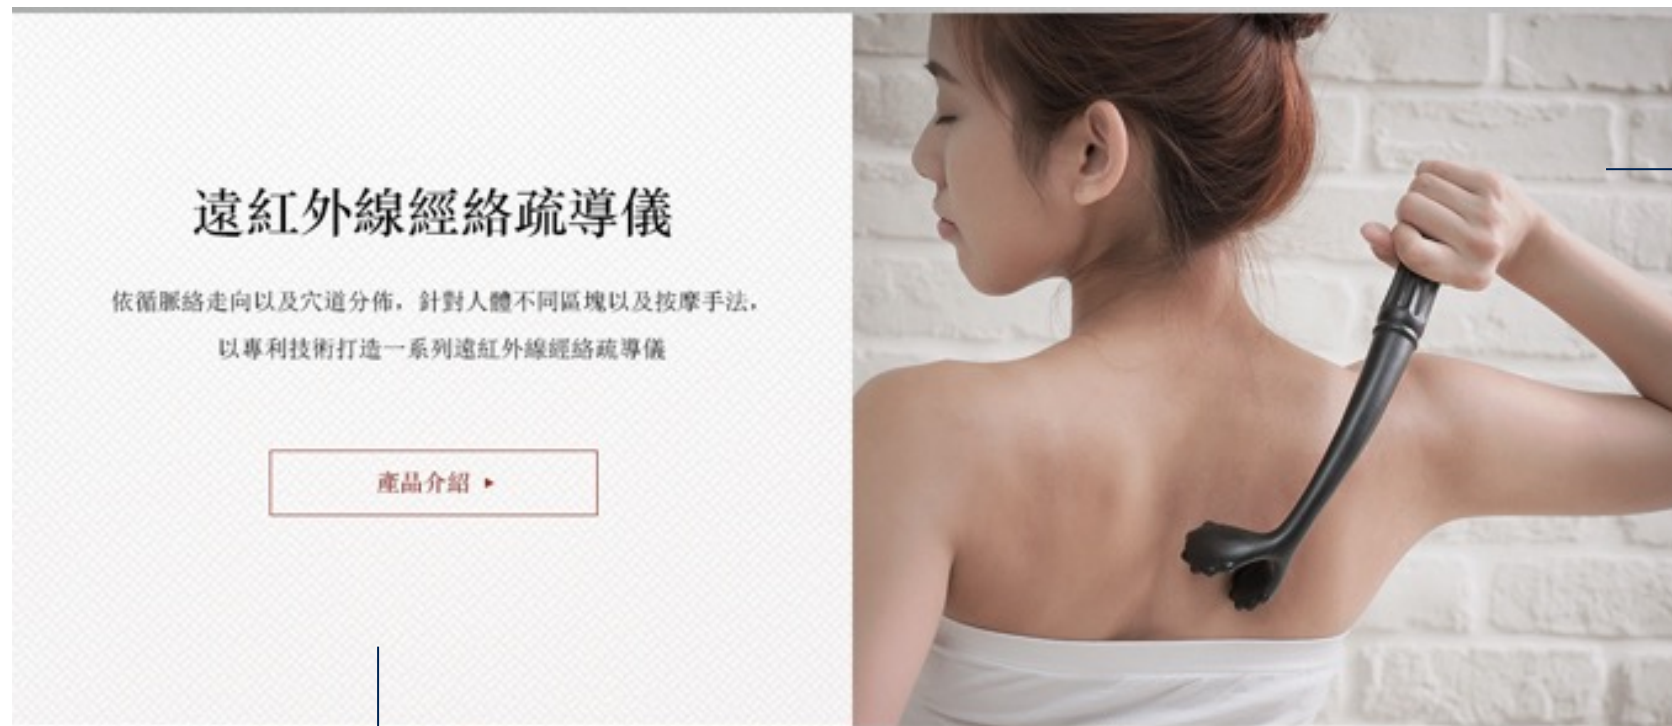 遠紅外線經絡疏導儀
依循脈絡走向以及穴道分佈，針對人體不同區塊以及按摩手法，
以專利技術打造一系列遠紅外線經絡疏導儀
產品介紹 ▸